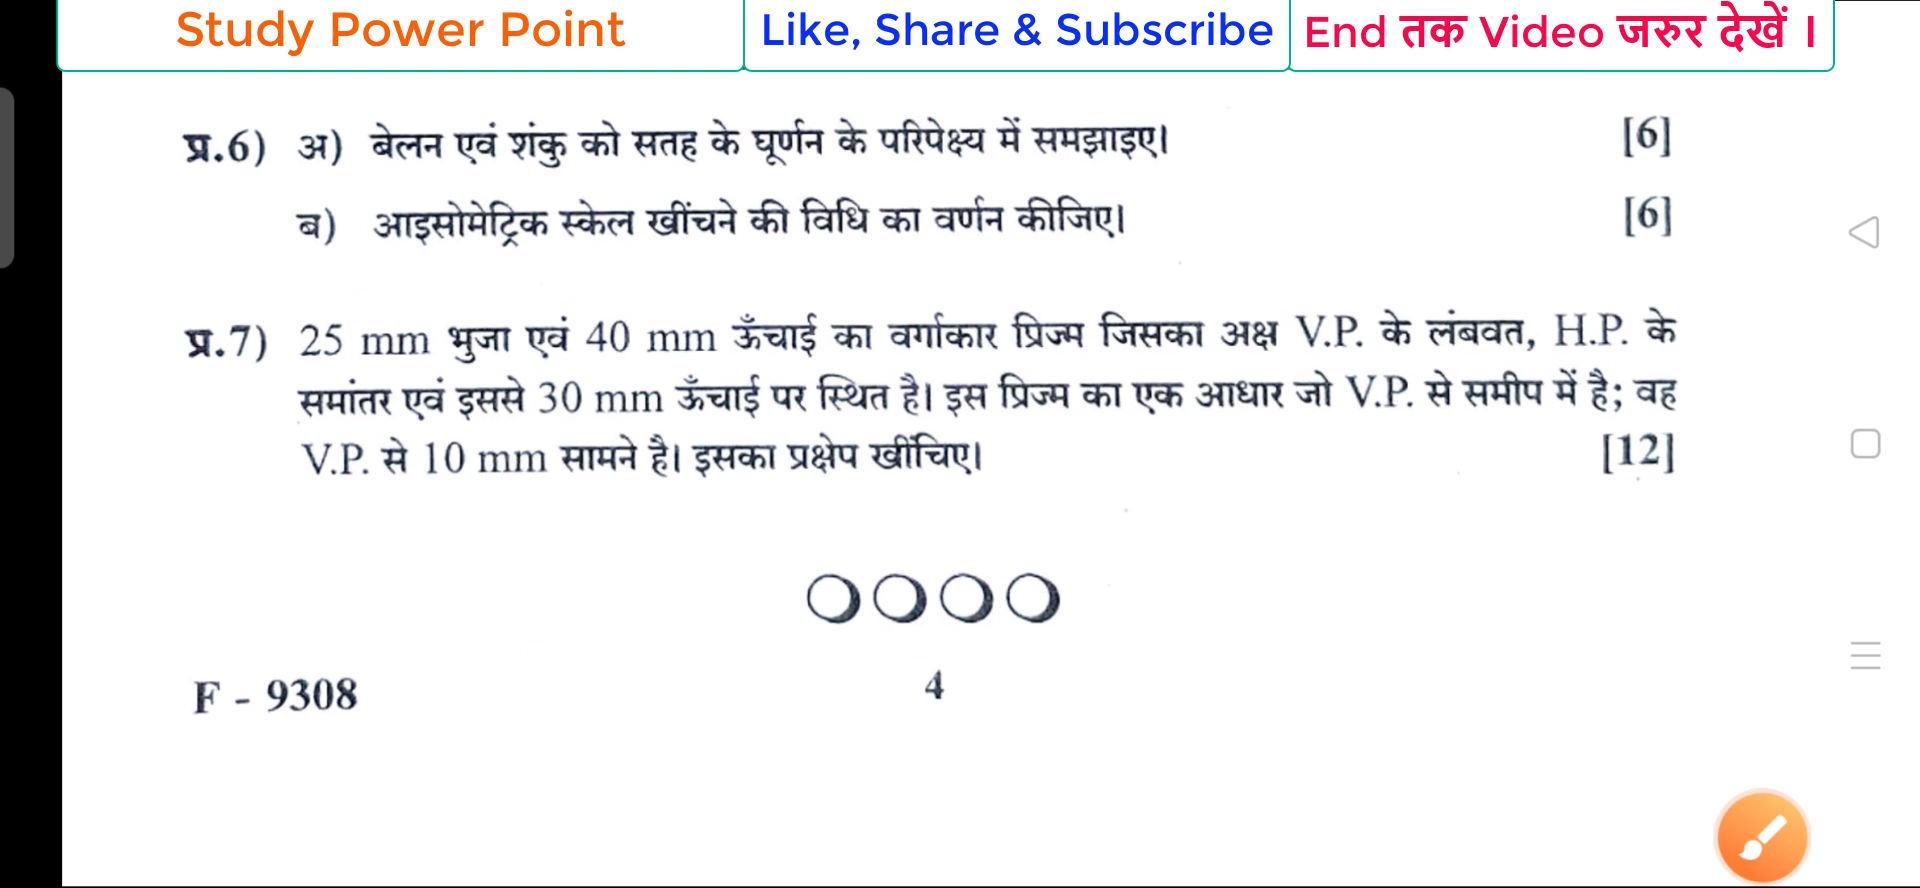 Study Power Point
Like, Share & Subscribe
End तक Video जरुर देखें ।
प्र.6) अ) बेलन एवं शंकु को सतह के घूर्णन के परिपेक्ष्य में समझाइए। [6]
ब) आइसोमेट्रिक स्केल खींचने की विधि का वर्णन कीजिए। [6]
प्र.7) 25 mm भुजा एवं 40 mm ऊँचाई का वर्गाकार प्रिज्म जिसका अक्ष V.P. के लंबवत, H.P. के
समांतर एवं इससे 30 mm ऊँचाई पर स्थित है। इस प्रिज्म का एक आधार जो V.P. से समीप में है; वह
V.P. से 10 mm सामने है। इसका प्रक्षेप खींचिए। [12]
F - 9308
4